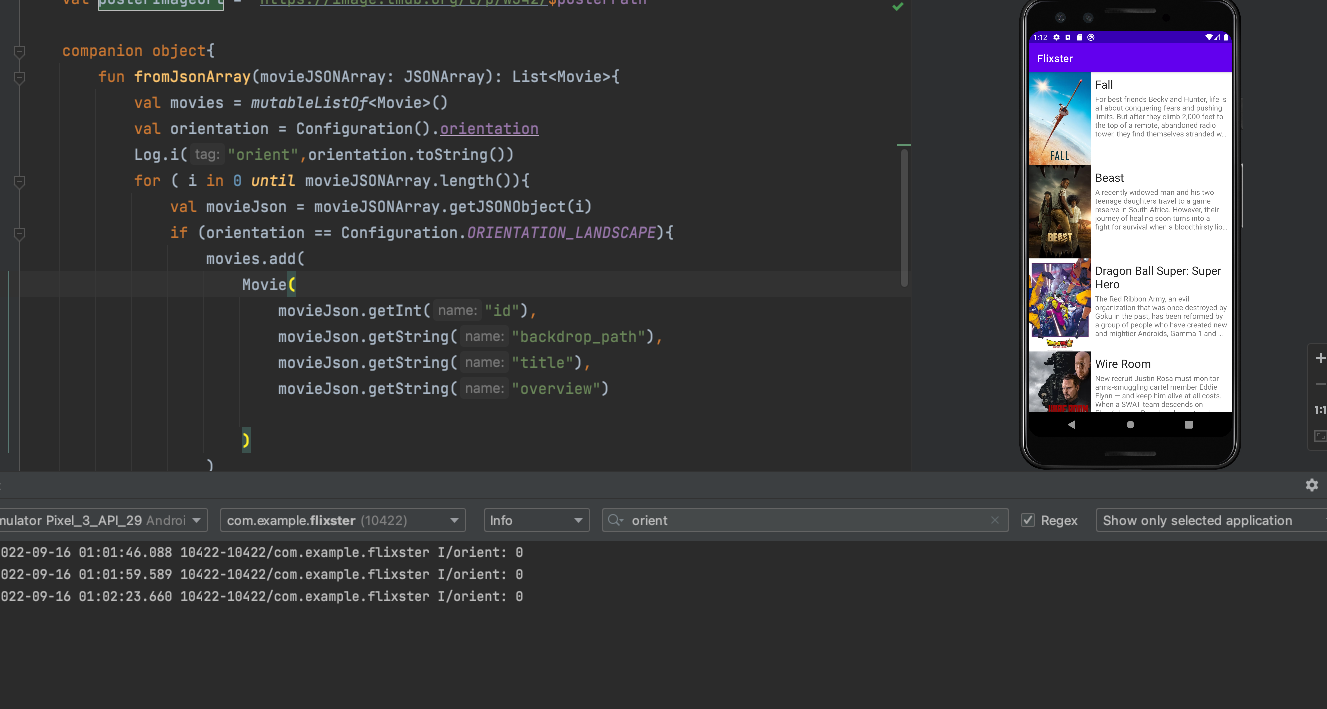 val posterImageUrl = "https://image.tmdb.org/t/p/w342/$posterPath
companion object{
fun fromJsonArray(movieJSONArray: JSONArray): List<Movie>{
val movies = mutableListOf<Movie>()
val orientation = Configuration().orientation
Log.i( tag: "orient",orientation.toString())
for ( i in 0 until movieJSONArray.length()){
val movieJson = movieJSONArray.getJSONObject(i)
if (orientation == Configuration.ORIENTATION_LANDSCAPE){
movies.add(
Movie(
movieJson.getInt( name: "id"),
movieJson.getString( name: "backdrop_path"),
movieJson.getString( name: "title"),
movieJson.getString( name: "overview")
)
)
1:12
Flixster
FALL
Fall
For best friends Becky and Hunter, life is
all about conquering fears and pushing
limits. But after they climb 2,000 feet to
the top of a remote, abandoned radio
tower, they find themselves stranded w...
BEAST
Beast
A recently widowed man and his two
teenage daughters travel to a game
reserve in South Africa. However, their
journey of healing soon turns into a
fight for survival when a bloodthirsty lio...
Dragon Ball Super: Super
Hero
The Red Ribbon Army, an evil
organization that was once destroyed by
Goku in the past, has been reformed by
a group of people who have created new
and mightier Androids, Gamma 1 and ...
Wire Room
New recruit Justin Rosa must monitor
arms-smuggling cartel member Eddie
Flynn — and keep him alive at all costs.
When a SWAT team descends on
1:1
mulator Pixel_3_API_29 Androi
com.example.flixster (10422)
Info
orient
Regex
Show only selected application
022-09-16 01:01:46.088 10422-10422/com.example.flixster I/orient: 0
022-09-16 01:01:59.589 10422-10422/com.example.flixster I/orient: 0
022-09-16 01:02:23.660 10422-10422/com.example.flixster I/orient: 0